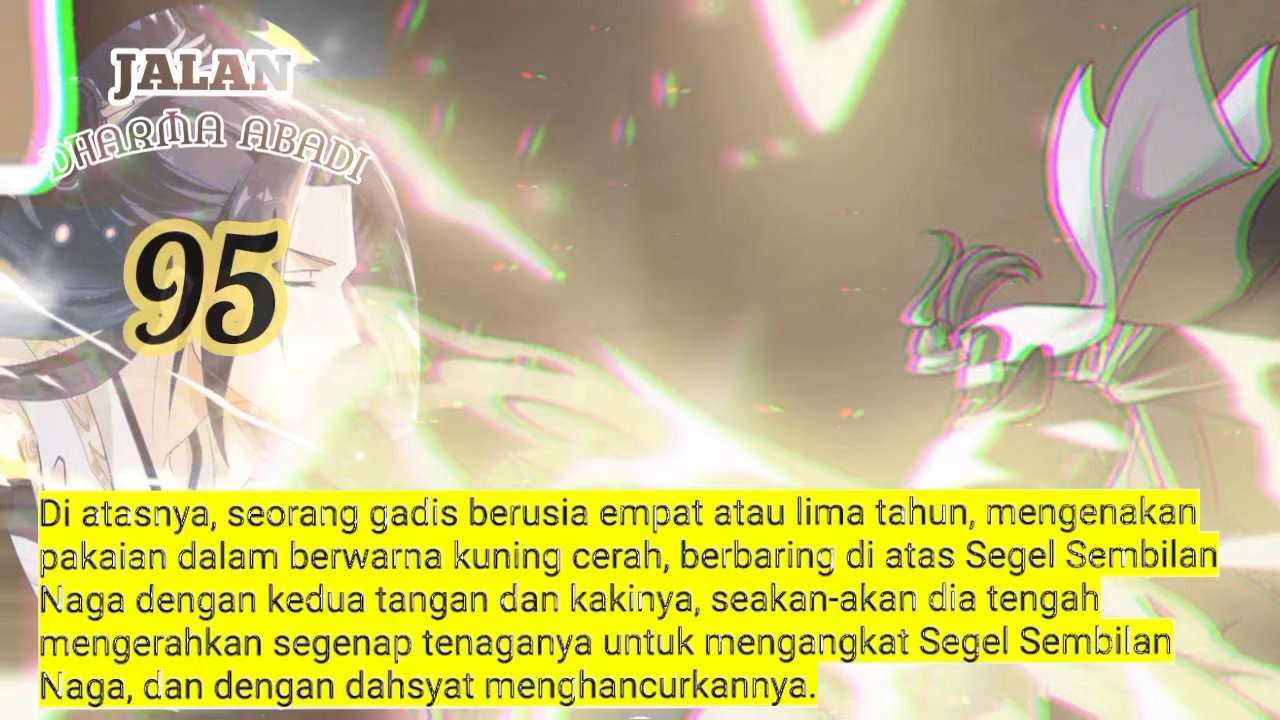 JALAN
DHARMA ABADI
95
Di atasnya, seorang gadis berusia empat atau lima tahun, mengenakan
pakaian dalam berwarna kuning cerah, berbaring di atas Segel Sembilan
Naga dengan kedua tangan dan kakinya, seakan-akan dia tengah
mengerahkan segenap tenaganya untuk mengangkat Segel Sembilan
Naga, dan dengan dahsyat menghancurkannya.